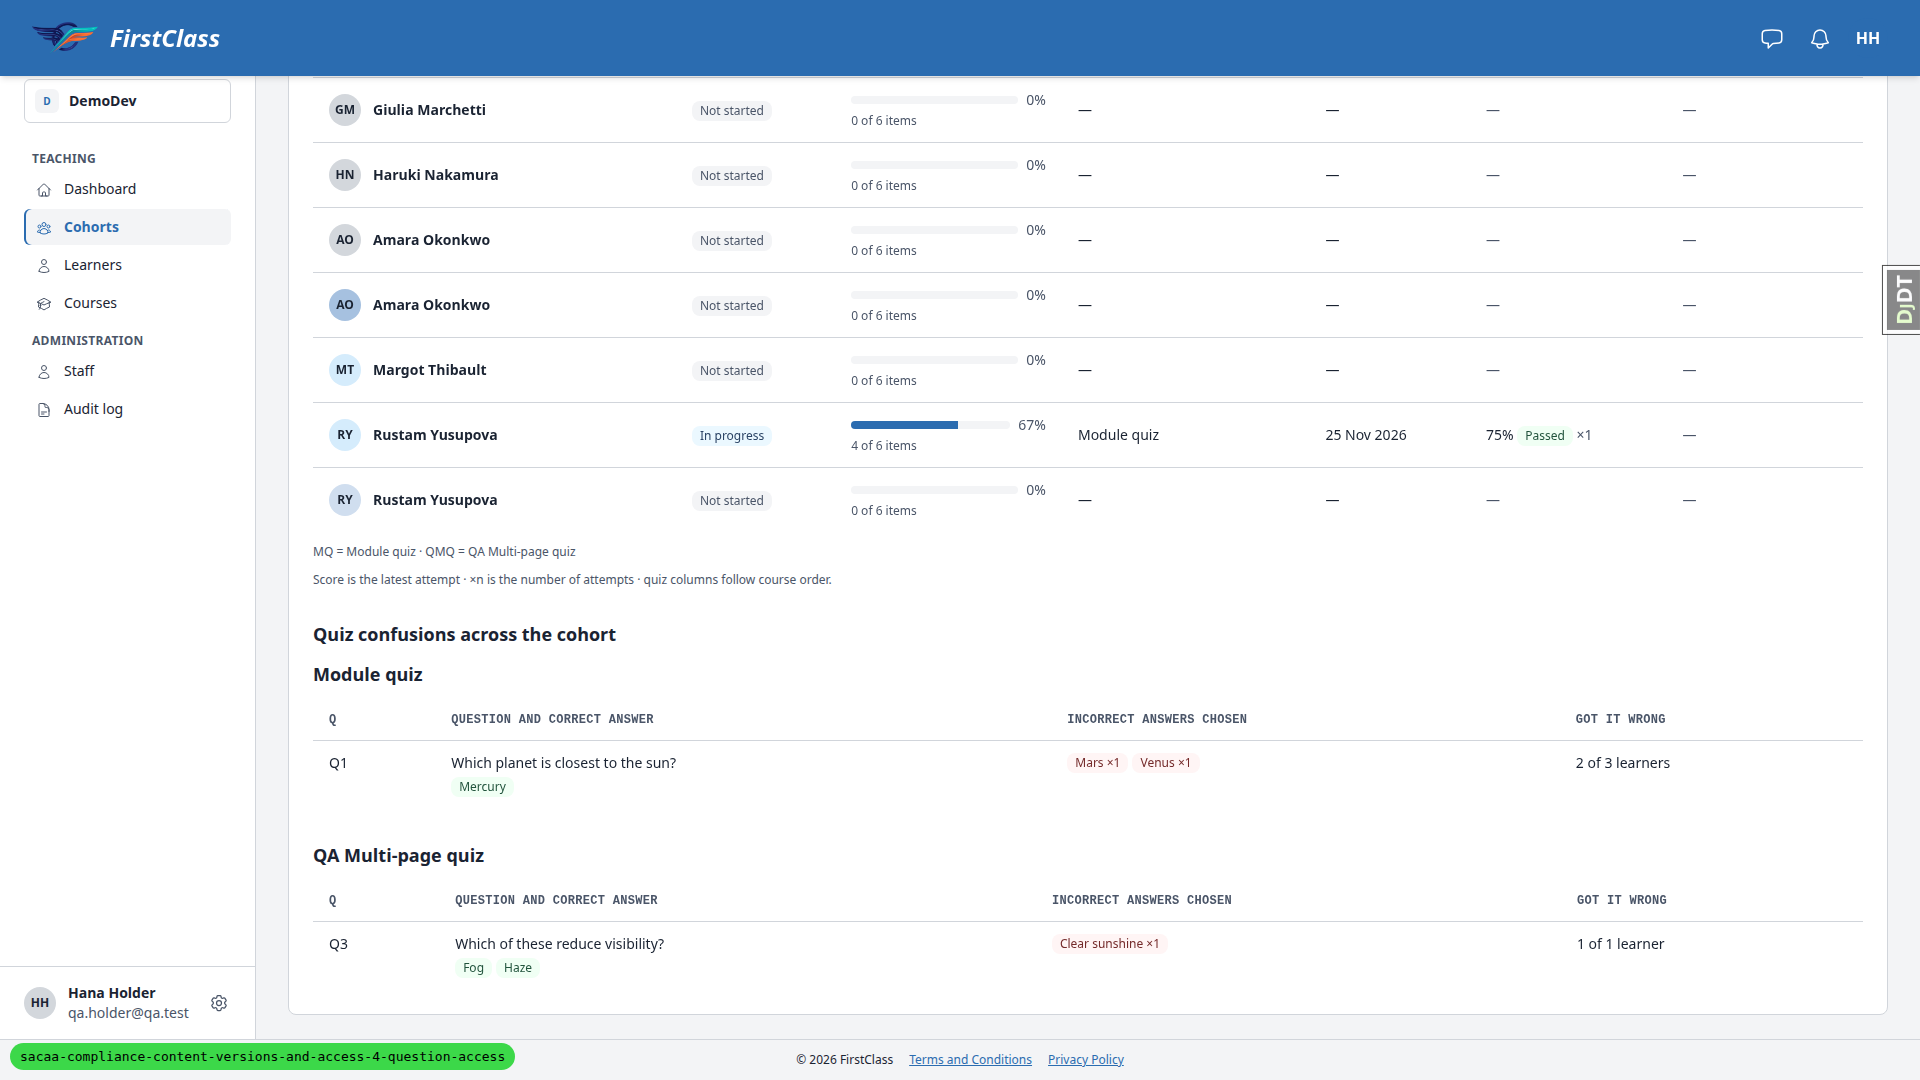 FirstClass
HH
D DemoDev
TEACHING
Dashboard
Cohorts
Learners
Courses
ADMINISTRATION
Staff
Audit log
GM Giulia Marchetti Not started 0% — — — —
0 of 6 items
HN Haruki Nakamura Not started 0% — — — —
0 of 6 items
AO Amara Okonkwo Not started 0% — — — —
0 of 6 items
AO Amara Okonkwo Not started 0% — — — —
0 of 6 items
MT Margot Thibault Not started 0% — — — —
0 of 6 items
RY Rustam Yusupova In progress 67% Module quiz 25 Nov 2026 75% Passed ×1 —
4 of 6 items
RY Rustam Yusupova Not started 0% — — — —
0 of 6 items
MQ = Module quiz · QMQ = QA Multi-page quiz
Score is the latest attempt · ×n is the number of attempts · quiz columns follow course order.
Quiz confusions across the cohort
Module quiz
Q QUESTION AND CORRECT ANSWER INCORRECT ANSWERS CHOSEN GOT IT WRONG
Q1 Which planet is closest to the sun? Mars ×1 Venus ×1 2 of 3 learners
Mercury
QA Multi-page quiz
Q QUESTION AND CORRECT ANSWER INCORRECT ANSWERS CHOSEN GOT IT WRONG
Q3 Which of these reduce visibility? Clear sunshine ×1 1 of 1 learner
Fog Haze
DJDT
HH Hana Holder
qa.holder@qa.test
sacaa-compliance-content-versions-and-access-4-question-access
© 2026 FirstClass Terms and Conditions Privacy Policy